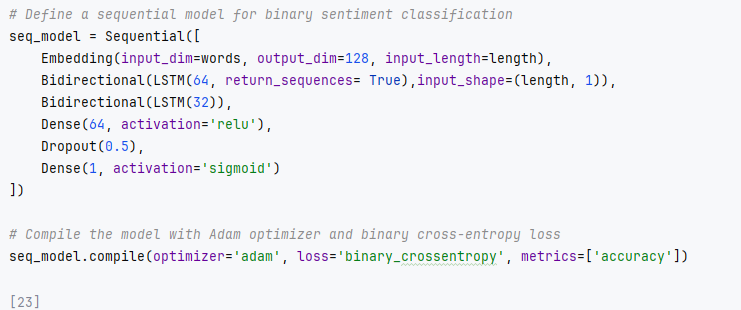 # Define a sequential model for binary sentiment classification
seq_model = Sequential([
    Embedding(input_dim=words, output_dim=128, input_length=length),
    Bidirectional(LSTM(64, return_sequences= True),input_shape=(length, 1)),
    Bidirectional(LSTM(32)),
    Dense(64, activation='relu'),
    Dropout(0.5),
    Dense(1, activation='sigmoid')
])
# Compile the model with Adam optimizer and binary cross-entropy loss
seq_model.compile(optimizer='adam', loss='binary_crossentropy', metrics=['accuracy'])
[23]